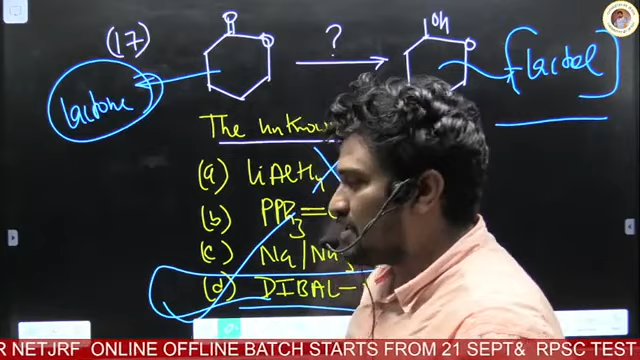 (17)
O
O
?
OH
O
lactone
lactol
The unknow
(a) LiAlH4
(b) PPh3=
(c) Na/NH3
(d) DIBAL-
R NETJRF ONLINE OFFLINE BATCH STARTS FROM 21 SEPT& RPSC TEST